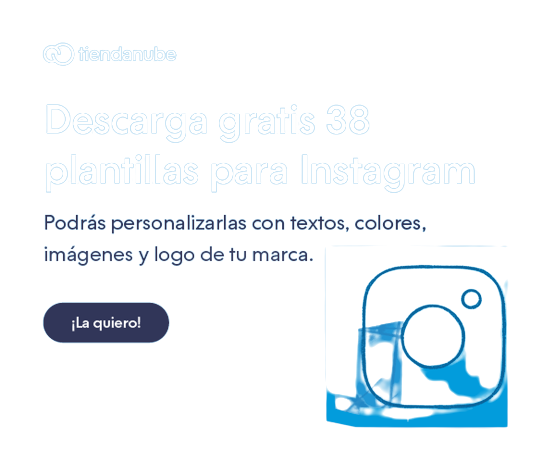 tiendanube
Descarga gratis 38
plantillas para Instagram
Podrás personalizarlas con textos, colores,
imágenes y logo de tu marca.
¡La quiero!